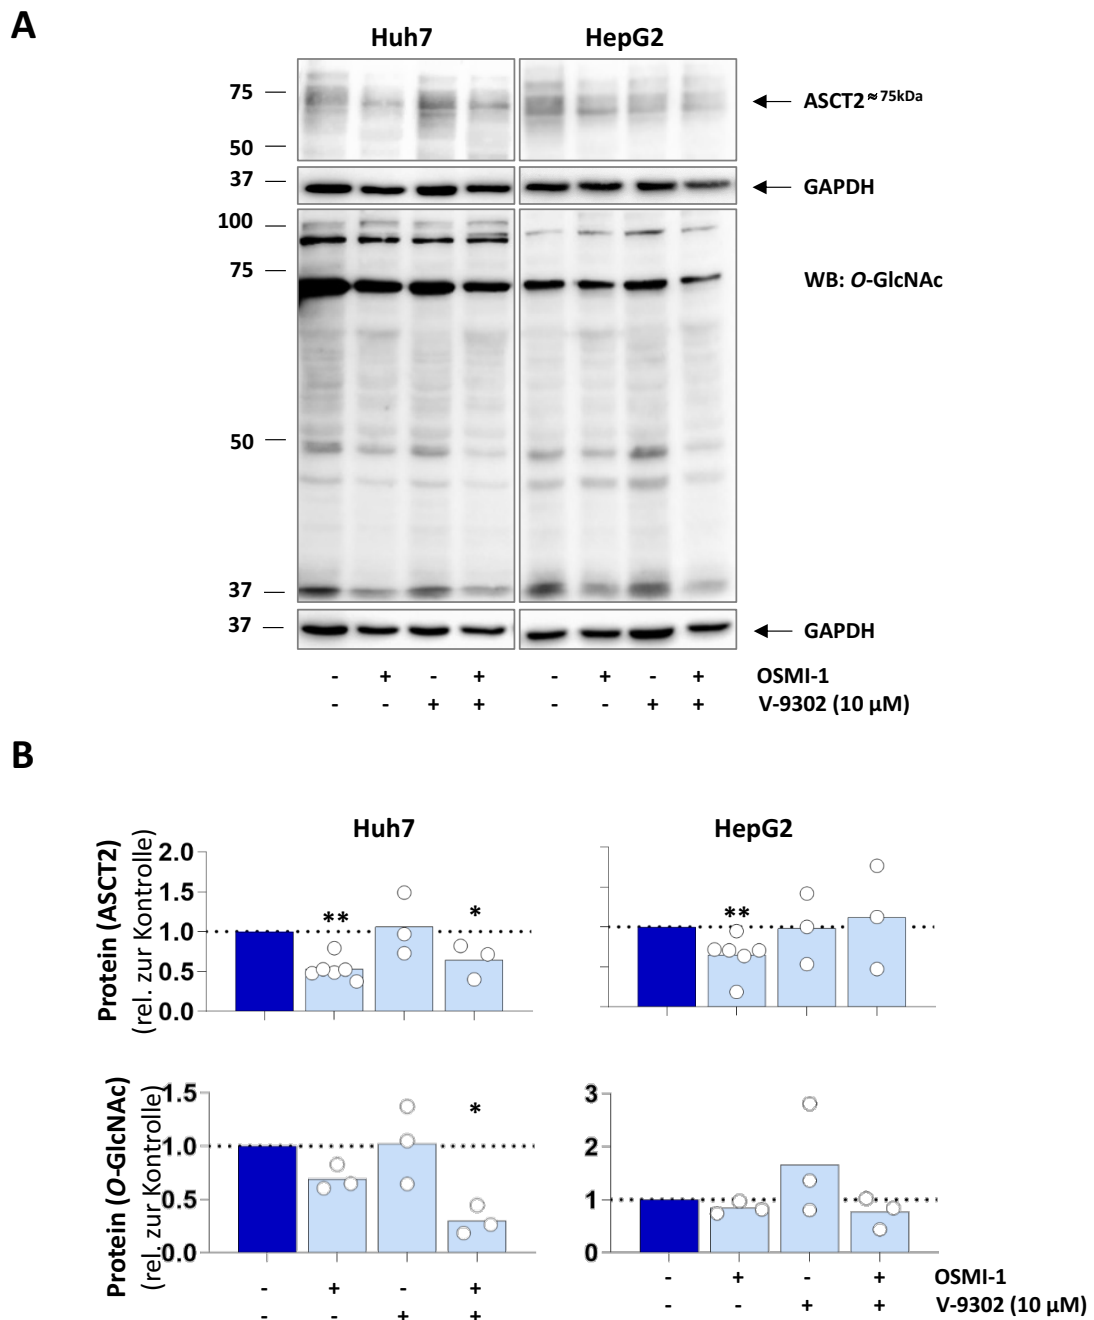 A
Huh7 HepG2
75
ASCT2 ≈ 75kDa
50
37
GAPDH
100
75
WB: O-GlcNAc
50
37
37
GAPDH
- + - + - + - + OSMI-1
- - + + - - + + V-9302 (10 µM)
B
Huh7 HepG2
Protein (ASCT2)
(rel. zur Kontrolle)
2.0
1.5
1.0
0.5
0.0
** *
**
Protein (O-GlcNAc)
(rel. zur Kontrolle)
1.5
1.0
0.5
0.0
*
3
2
1
0
- + - + - + - + OSMI-1
- - + + - - + + V-9302 (10 µM)